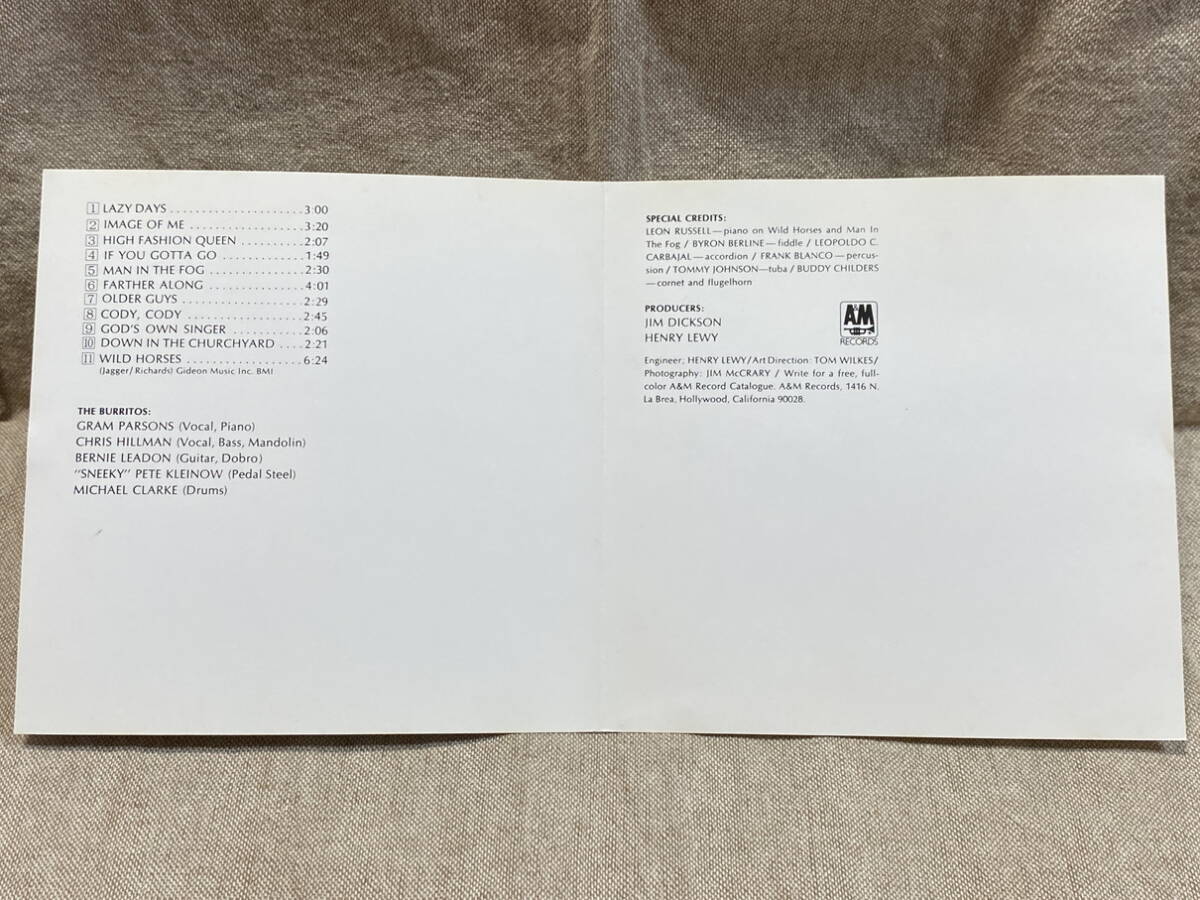 1 LAZY DAYS.....................3:00
2 IMAGE OF ME ..................3:20
3 HIGH FASHION QUEEN ..........2:07
4 IF YOU GOTTA GO ..............1:49
5 MAN IN THE FOG ...............2:30
6 FARTHER ALONG ...............4:01
7 OLDER GUYS ...................2:29
8 CODY, CODY ...................2:45
9 GOD'S OWN SINGER ...........2:06
10 DOWN IN THE CHURCHYARD ....2:21
11 WILD HORSES ..................6:24
(Jagger/Richards) Gideon Music Inc. BMI
THE BURRITOS:
GRAM PARSONS (Vocal, Piano)
CHRIS HILLMAN (Vocal, Bass, Mandolin)
BERNIE LEADON (Guitar, Dobro)
"SNEEKY" PETE KLEINOW (Pedal Steel)
MICHAEL CLARKE (Drums)
SPECIAL CREDITS:
LEON RUSSELL—piano on Wild Horses and Man In
The Fog / BYRON BERLINE—fiddle / LEOPOLDO C.
CARBAJAL—accordion / FRANK BLANCO—percus-
sion / TOMMY JOHNSON—tuba / BUDDY CHILDERS
—cornet and flugelhorn
PRODUCERS:
JIM DICKSON
HENRY LEWY
A&M
RECORDS
Engineer: HENRY LEWY/Art Direction: TOM WILKES/
Photography: JIM McCRARY / Write for a free, full-
color A&M Record Catalogue. A&M Records, 1416 N.
La Brea, Hollywood, California 90028.